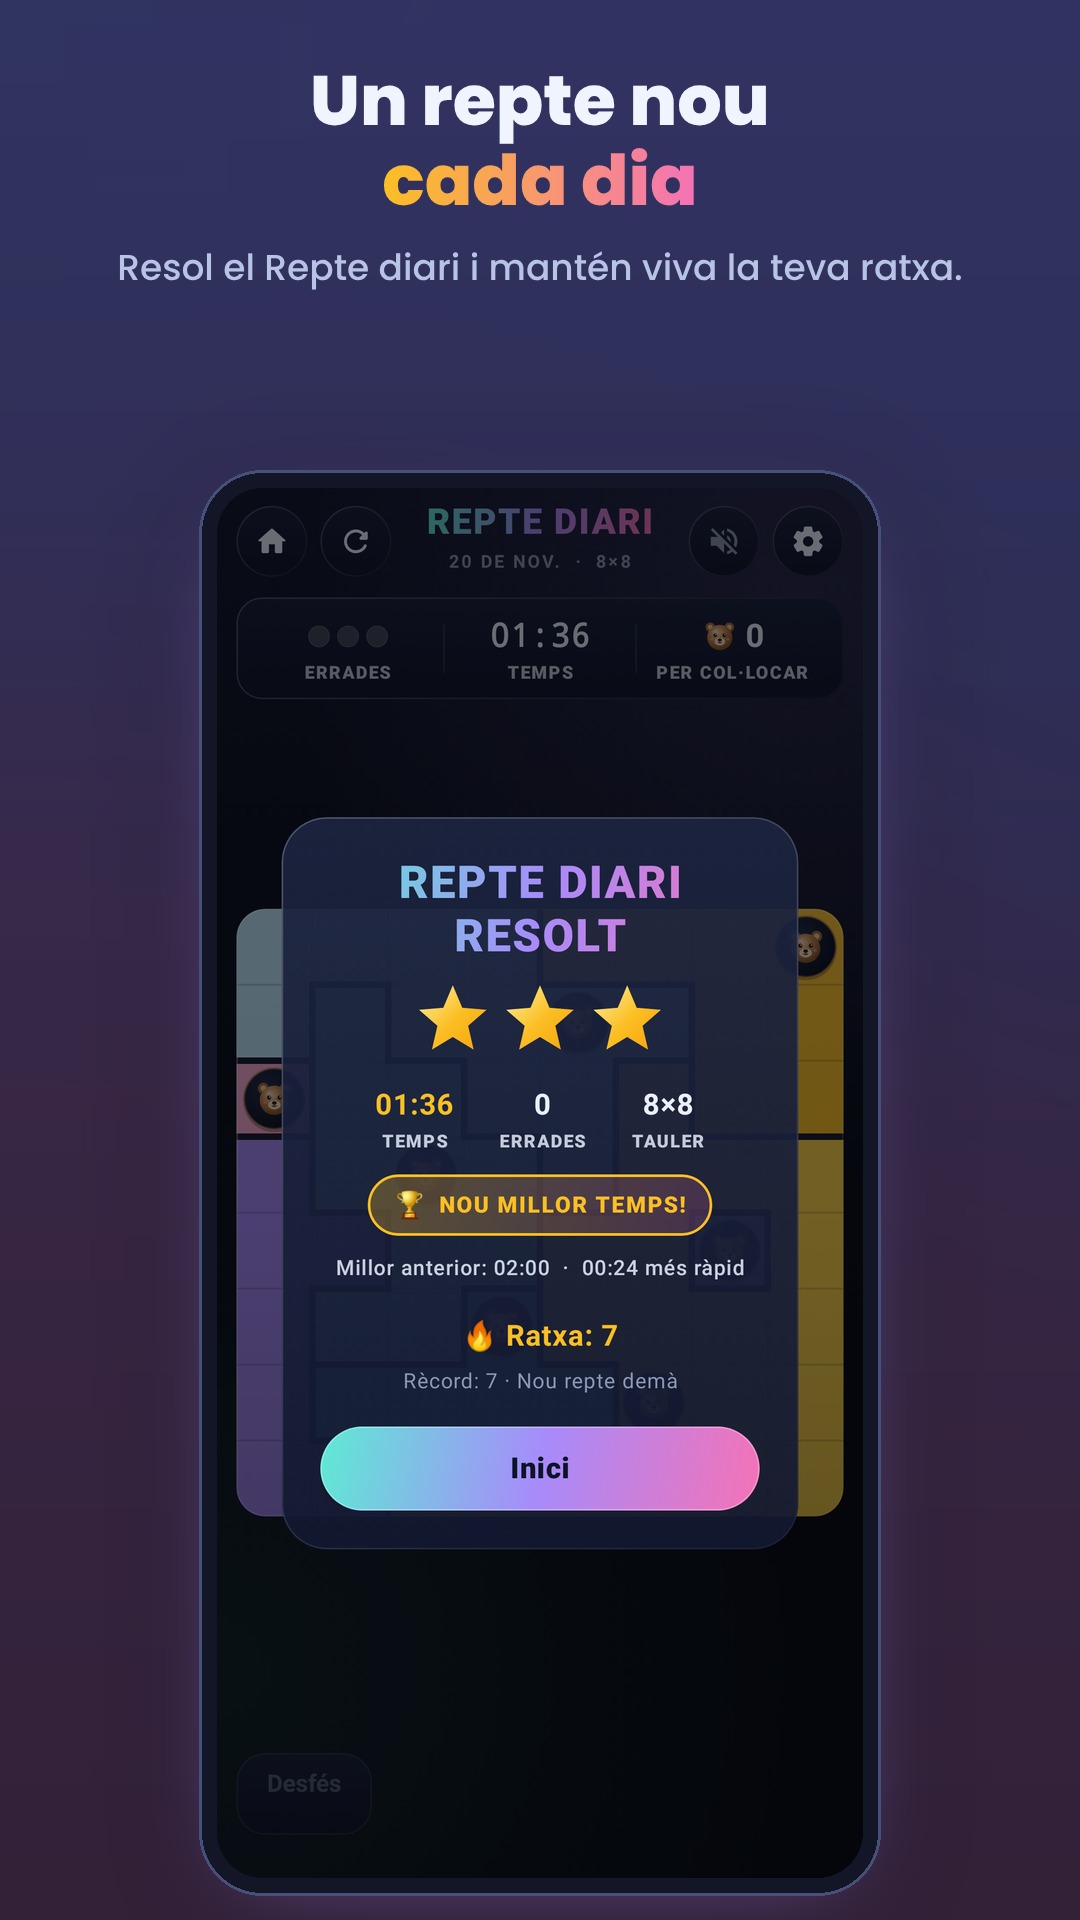 Un repte nou
cada dia
Resol el Repte diari i mantén viva la teva ratxa.
REPTE DIARI
20 DE NOV. · 8×8
01:36
0
ERRADES
TEMPS
PER COL·LOCAR
REPTE DIARI
RESOLT
01:36
0
8×8
TEMPS
ERRADES
TAULER
NOU MILLOR TEMPS!
Millor anterior: 02:00 · 00:24 més ràpid
Ratxa: 7
Rècord: 7 · Nou repte demà
Inici
Desfés